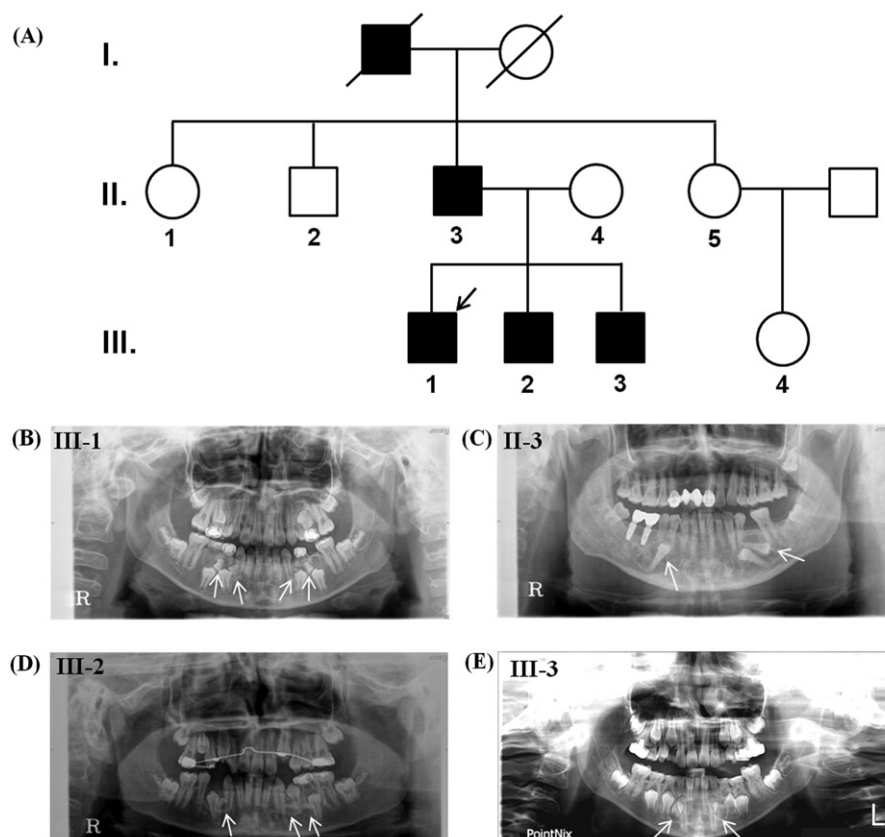 (A)
I.
II.
1 2 3 4 5
III.
1 2 3 4
(B) III-1
R
(C) II-3
R
(D) III-2
R
(E) III-3
L
PointNix